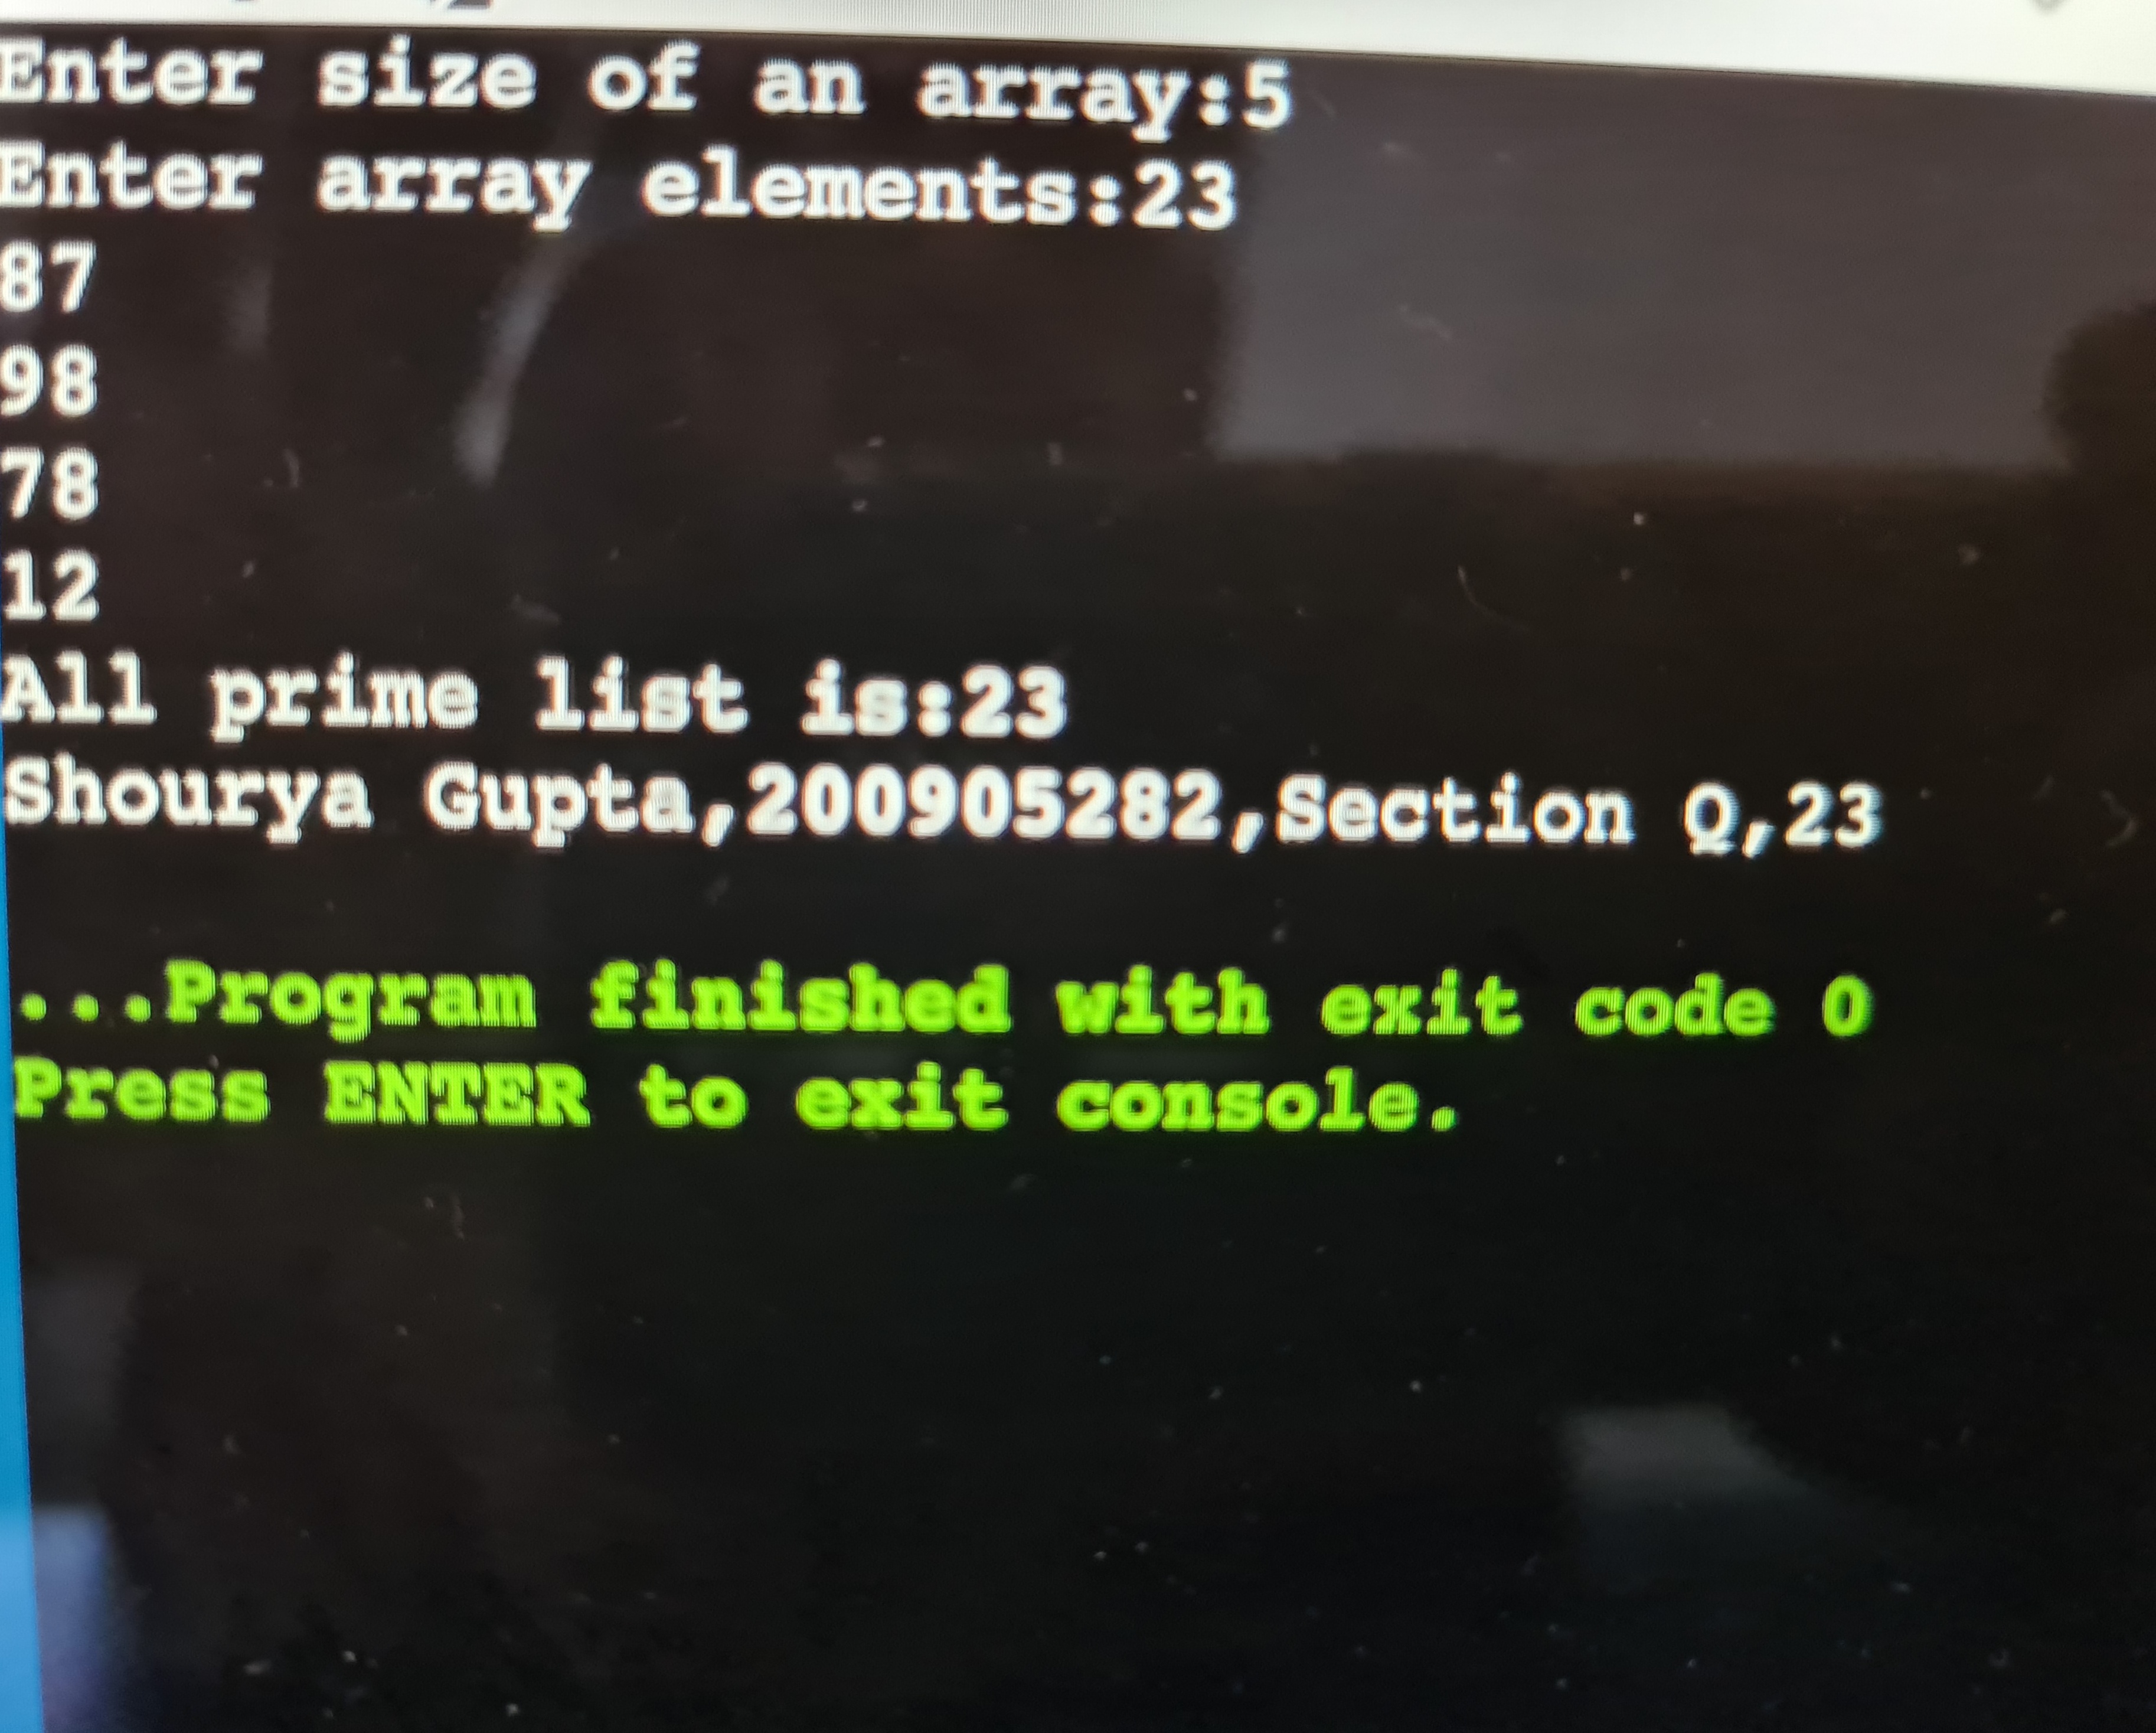 Enter size of an array:5
Enter array elements:23
87
98
78
12
All prime list is:23
Shourya Gupta,200905282,Section Q,23
...Program finished with exit code 0
Press ENTER to exit console.